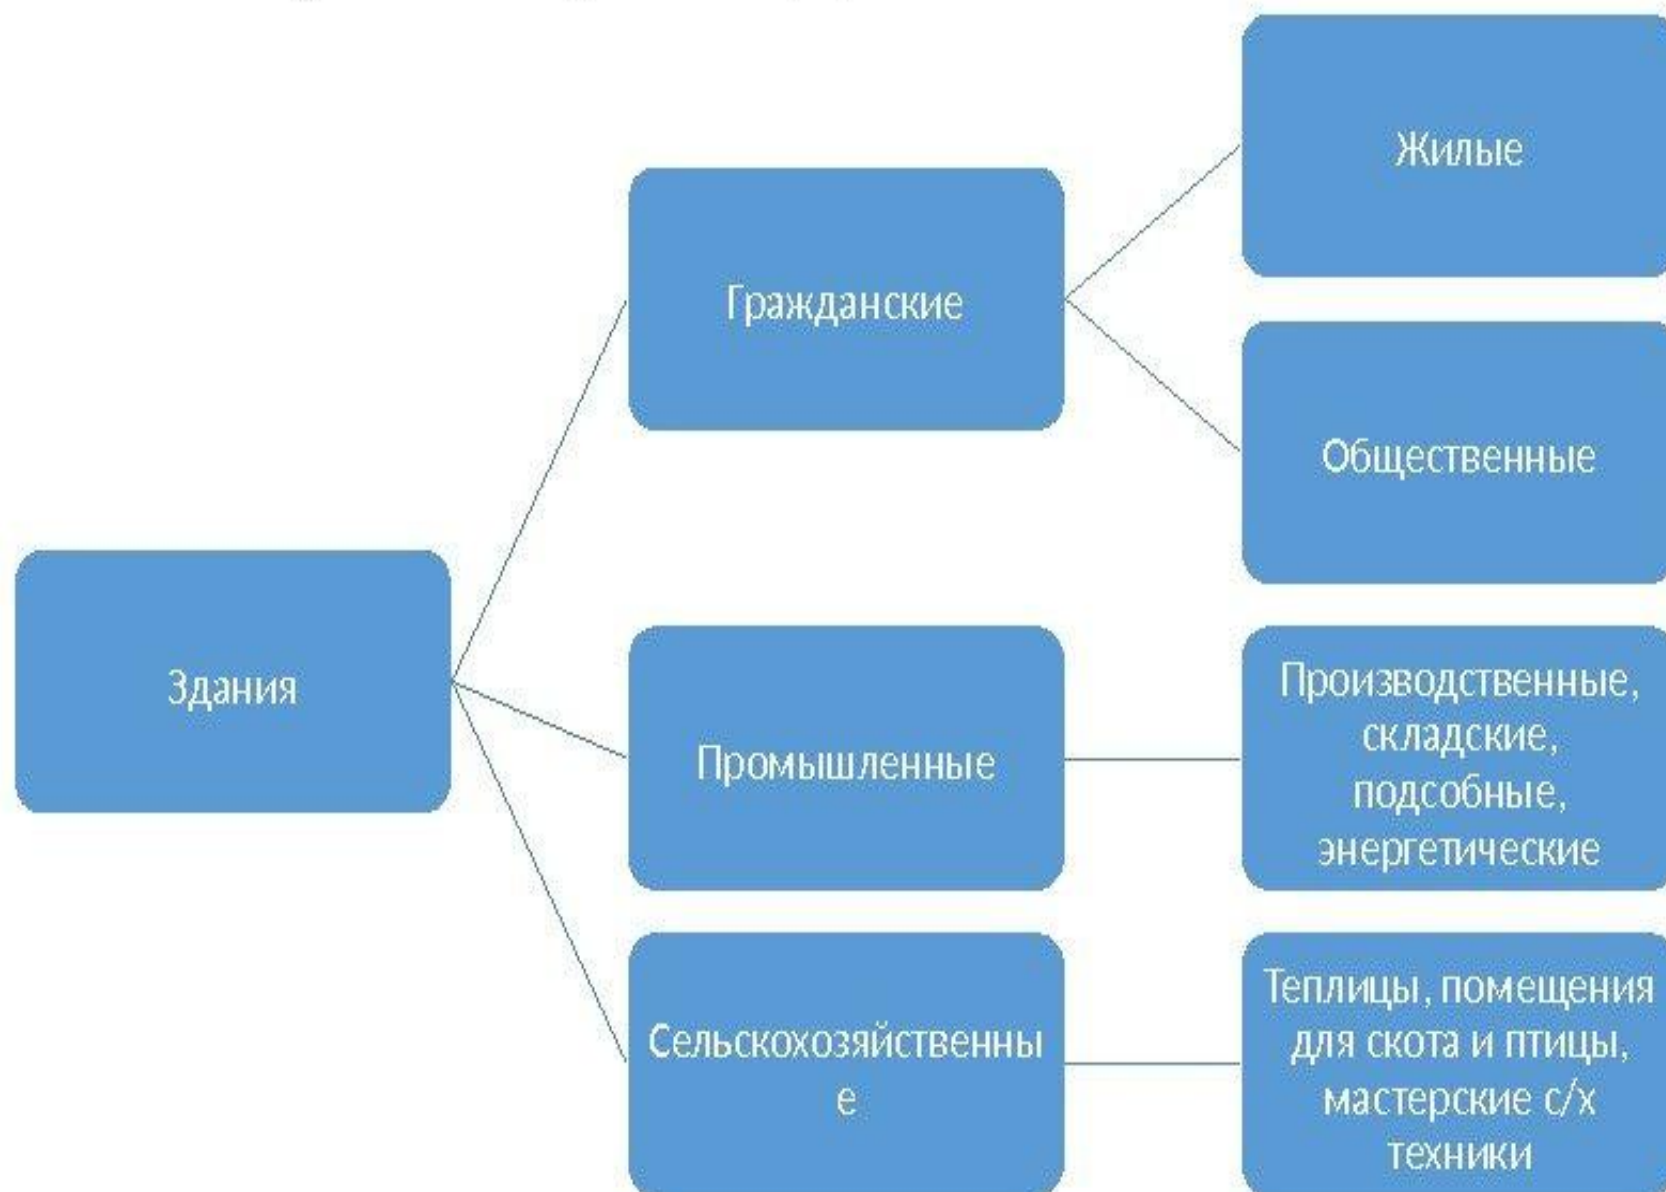 Здания
Гражданские
Жилые
Общественные
Промышленные
Производственные,
складские,
подсобные,
энергетические
Сельскохозяйственны
е
Теплицы, помещения
для скота и птицы,
мастерские с/х
техники